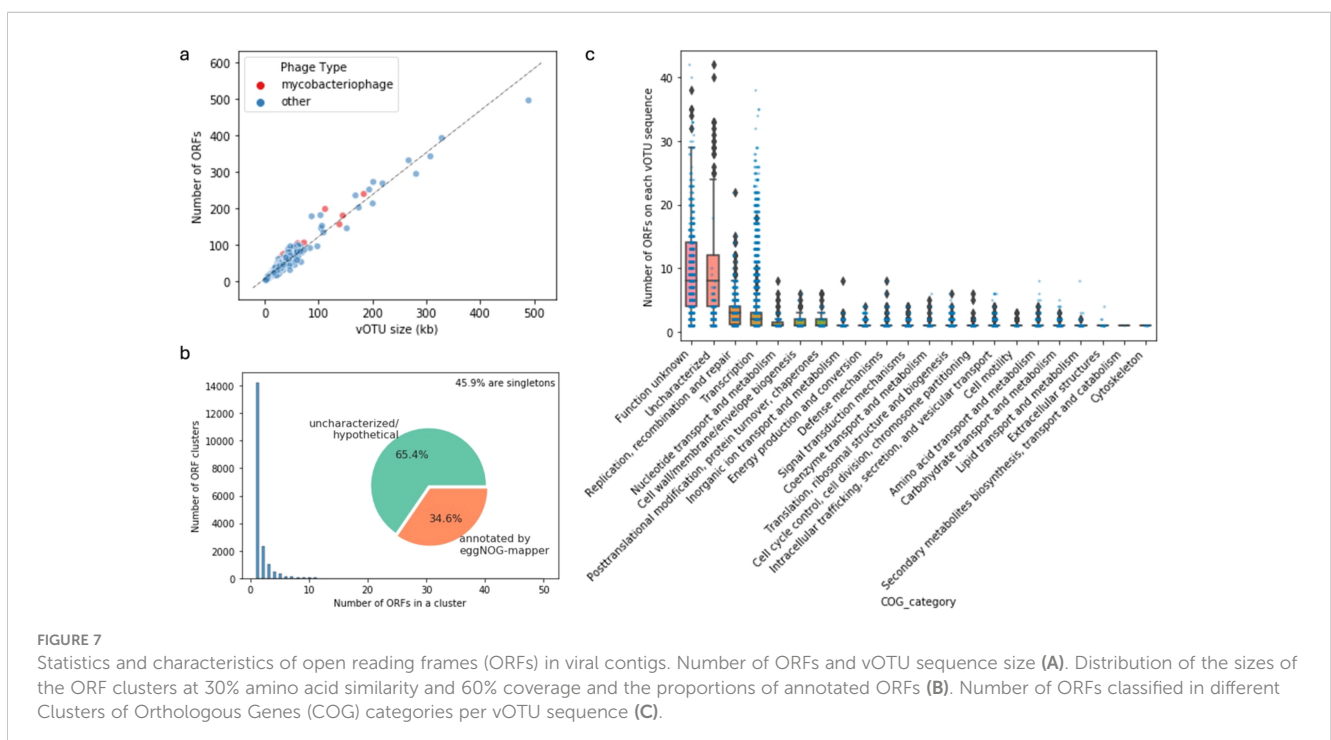 a
600
500
400
300
200
100
0
Number of ORFs
Phage Type
mycobacteriophage
other
0
100
200
300
400
500
vOTU size (kb)
b
14000
12000
10000
8000
6000
4000
2000
0
Number of ORF clusters
45.9% are singletons
uncharacterized/
hypothetical
65.4%
34.6%
annotated by
eggNOG-mapper
0
10
20
30
40
50
Number of ORFs in a cluster
c
40
30
20
10
0
Number of ORFs on each vOTU sequence
Function unknown
Uncharacterized
Replication, recombination and repair
Transcription
Nucleotide transport and metabolism
Cell wall/membrane/envelope biogenesis
Posttranslational modification, protein turnover, chaperones
Inorganic ion transport and metabolism
Energy production and conversion
Defense mechanisms
Signal transduction mechanisms
Coenzyme transport and metabolism
Translation, ribosomal structure and biogenesis
Cell cycle control, cell division, chromosome partitioning
Intracellular trafficking, secretion, and vesicular transport
Cell motility
Amino acid transport and metabolism
Carbohydrate transport and metabolism
Lipid transport and metabolism
Extracellular structures
Secondary metabolites biosynthesis, transport and catabolism
Cytoskeleton
COG_category
FIGURE 7
Statistics and characteristics of open reading frames (ORFs) in viral contigs. Number of ORFs and vOTU sequence size (A). Distribution of the sizes of
the ORF clusters at 30% amino acid similarity and 60% coverage and the proportions of annotated ORFs (B). Number of ORFs classified in different
Clusters of Orthologous Genes (COG) categories per vOTU sequence (C).